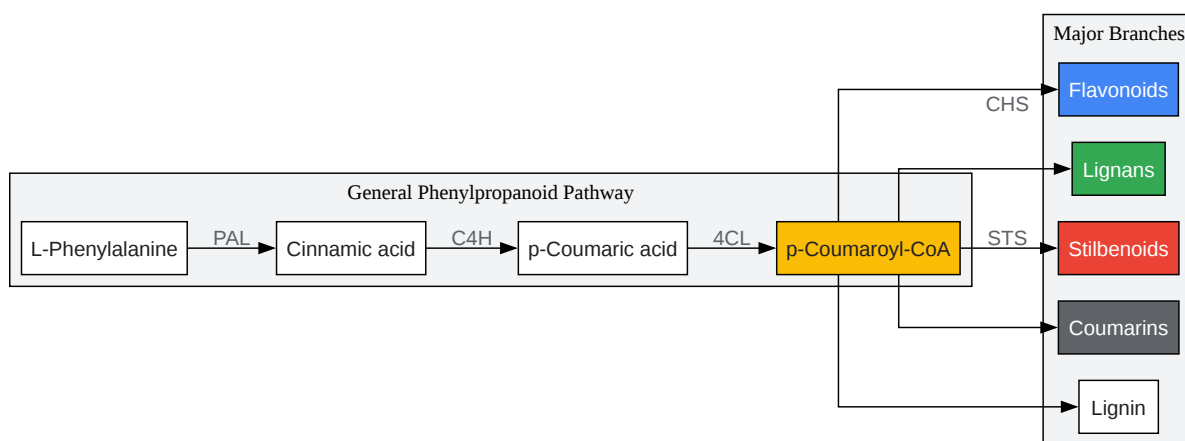 Major Branches
Flavonoids
CHS
Lignans
General Phenylpropanoid Pathway
L-Phenylalanine
PAL
Cinnamic acid
C4H
p-Coumaric acid
4CL
p-Coumaroyl-CoA
STS
Stilbenoids
Coumarins
Lignin